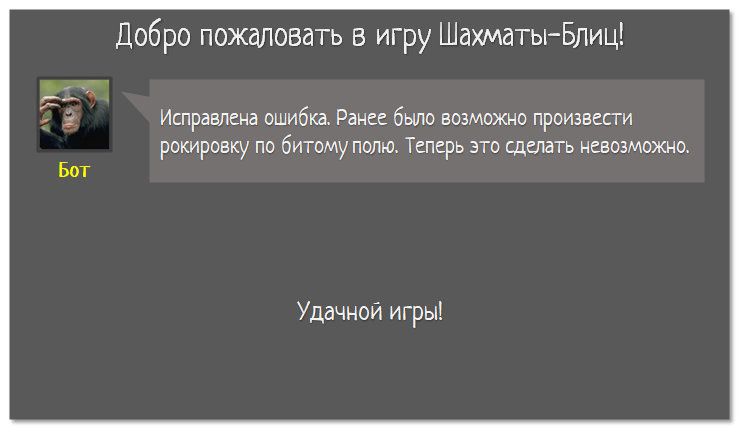 Добро пожаловать в игру Шахматы-Блиц!
Исправлена ошибка. Ранее было возможно произвести
рокировку по битому полю. Теперь это сделать невозможно.
Бот
Удачной игры!